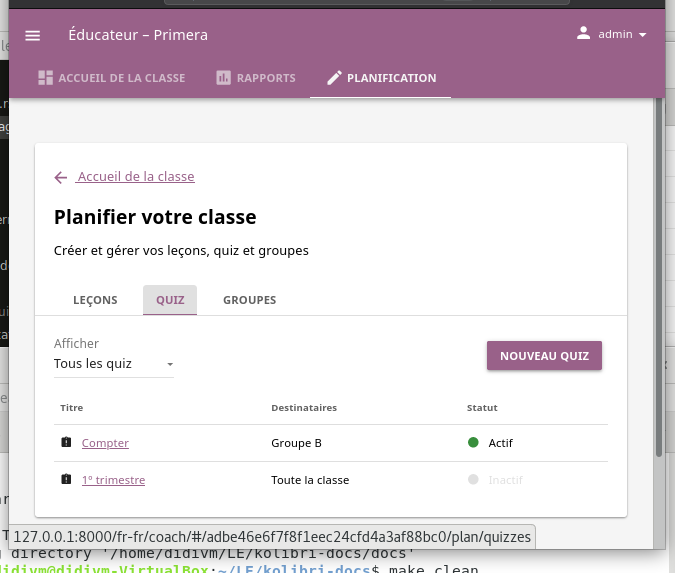 Éducateur – Primera
admin
ACCUEIL DE LA CLASSE
RAPPORTS
PLANIFICATION
Accueil de la classe
Planifier votre classe
Créer et gérer vos leçons, quiz et groupes
LEÇONS
QUIZ
GROUPES
Afficher
Tous les quiz
NOUVEAU QUIZ
Titre Destinataires Statut
Compter Groupe B Actif
1º trimestre Toute la classe Inactif
127.0.0.1:8000/fr-fr/coach/#/adbe46e6f7f8f1eec24cfd4a3af88bc0/plan/quizzes
directory '/home/didivm/LE/kolibri-docs/docs'
didivm@didivm-VirtualBox:~/LE/kolibri-docs$ make clean